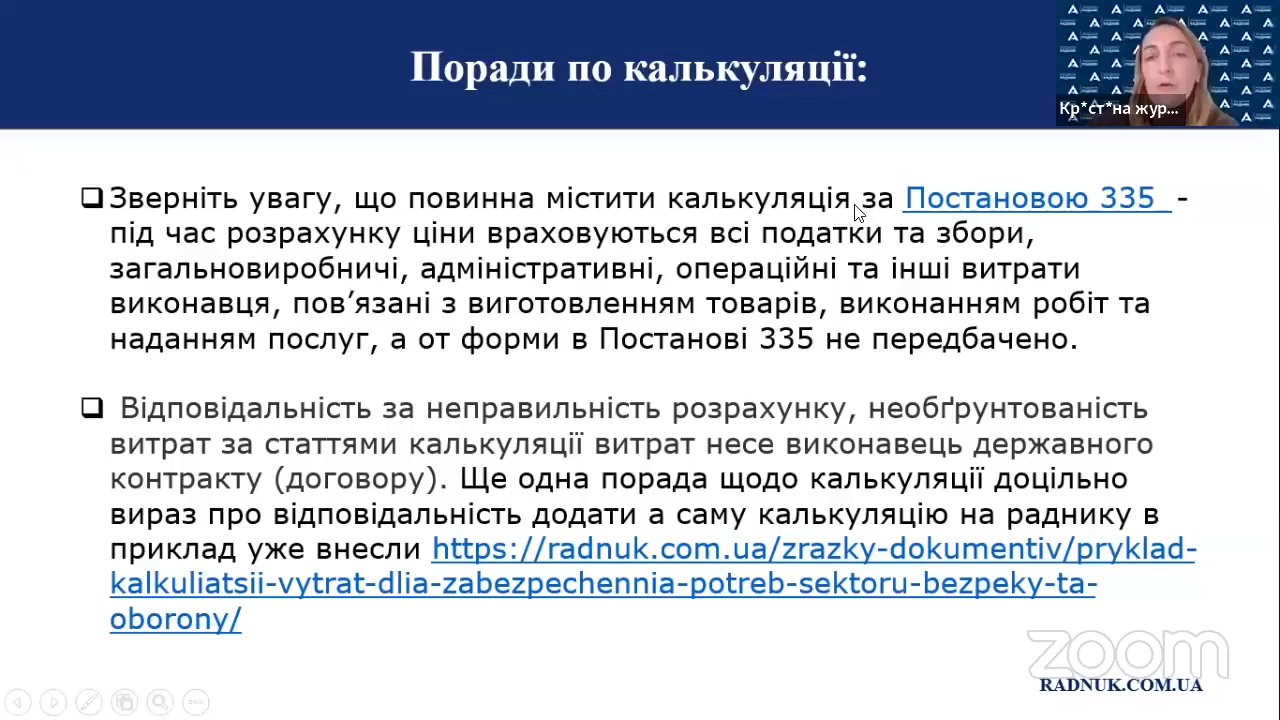 Поради по калькуляції:
Кр*ст*на жур...
Зверніть увагу, що повинна містити калькуляція за Постановою 335 -
під час розрахунку ціни враховуються всі податки та збори,
загальновиробничі, адміністративні, операційні та інші витрати
виконавця, пов’язані з виготовленням товарів, виконанням робіт та
наданням послуг, а от форми в Постанові 335 не передбачено.
Відповідальність за неправильність розрахунку, необґрунтованість
витрат за статтями калькуляції витрат несе виконавець державного
контракту (договору). Ще одна порада щодо калькуляції доцільно
вираз про відповідальність додати а саму калькуляцію на раднику в
приклад уже внесли https://radnuk.com.ua/zrazky-dokumentiv/pryklad-
kalkuliatsii-vytrat-dlia-zabezpechennia-potreb-sektoru-bezpeky-ta-
oborony/
zoom
RADNUK.COM.UA